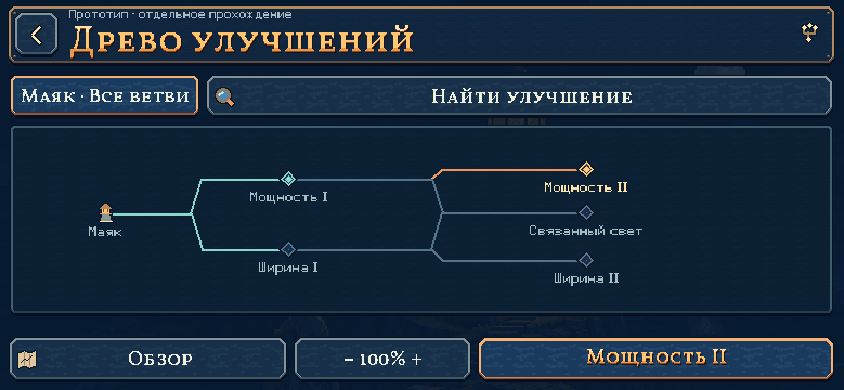 Прототип · отдельное прохождение
Древо улучшений
Маяк · Все ветви
Найти улучшение
Мощность I
Мощность II
Маяк
Связанный свет
Ширина I
Ширина II
Обзор
– 100% +
Мощность II